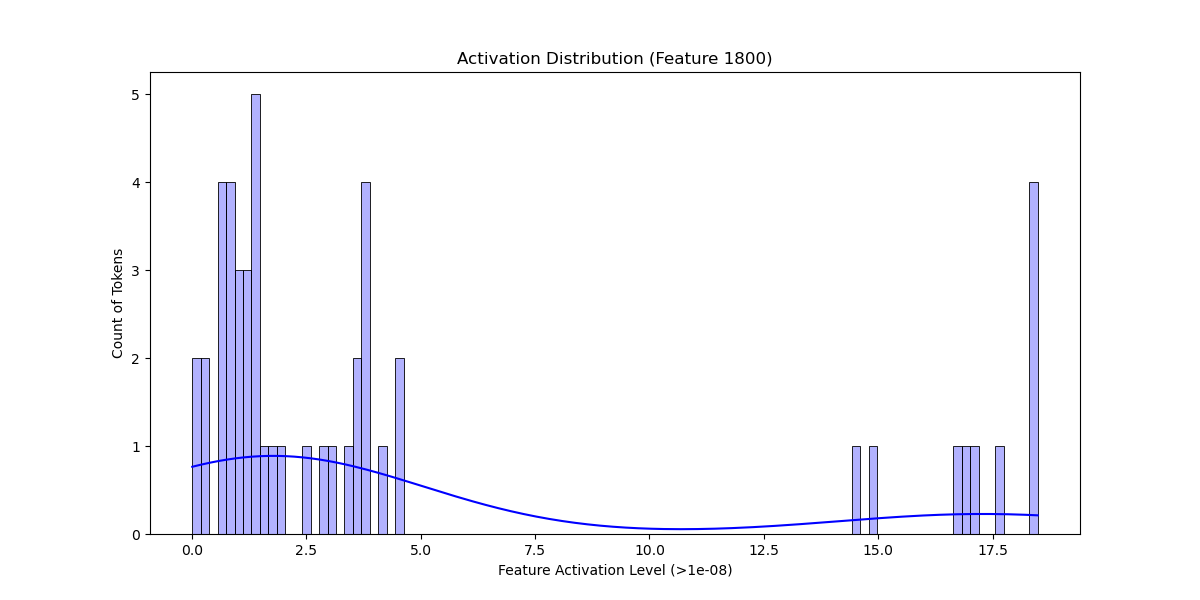 Activation Distribution (Feature 1800)
Count of Tokens
5
4
3
2
1
0
0.0 2.5 5.0 7.5 10.0 12.5 15.0 17.5
Feature Activation Level (>1e-08)